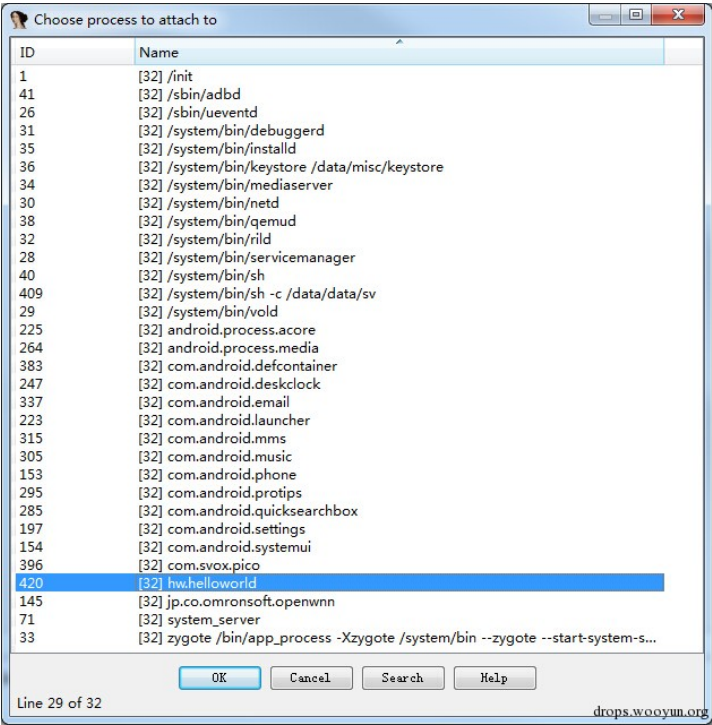 Choose process to attach to
ID Name
1 [32] /init
41 [32] /sbin/adbd
26 [32] /sbin/ueventd
31 [32] /system/bin/debuggerd
35 [32] /system/bin/installd
36 [32] /system/bin/keystore /data/misc/keystore
34 [32] /system/bin/mediaserver
30 [32] /system/bin/netd
38 [32] /system/bin/qemud
32 [32] /system/bin/rild
28 [32] /system/bin/servicemanager
40 [32] /system/bin/sh
409 [32] /system/bin/sh -c /data/data/sv
29 [32] /system/bin/vold
225 [32] android.process.acore
264 [32] android.process.media
383 [32] com.android.defcontainer
247 [32] com.android.deskclock
337 [32] com.android.email
223 [32] com.android.launcher
315 [32] com.android.mms
305 [32] com.android.music
153 [32] com.android.phone
295 [32] com.android.protips
285 [32] com.android.quicksearchbox
197 [32] com.android.settings
154 [32] com.android.systemui
396 [32] com.svox.pico
420 [32] hw.helloworld
145 [32] jp.co.omronsoft.openwnn
71 [32] system_server
33 [32] zygote /bin/app_process -Xzygote /system/bin --zygote --start-system-s...
OK Cancel Search Help
Line 29 of 32
drops.wooyun.org